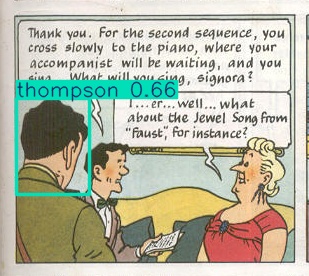 Thank you. For the second sequence, you
cross slowly to the piano, where your
accompanist will be waiting, and you
sing... What will you sing, signora?
thompson 0.66
I...er...well... what
about the Jewel Song from
"Faust", for instance?